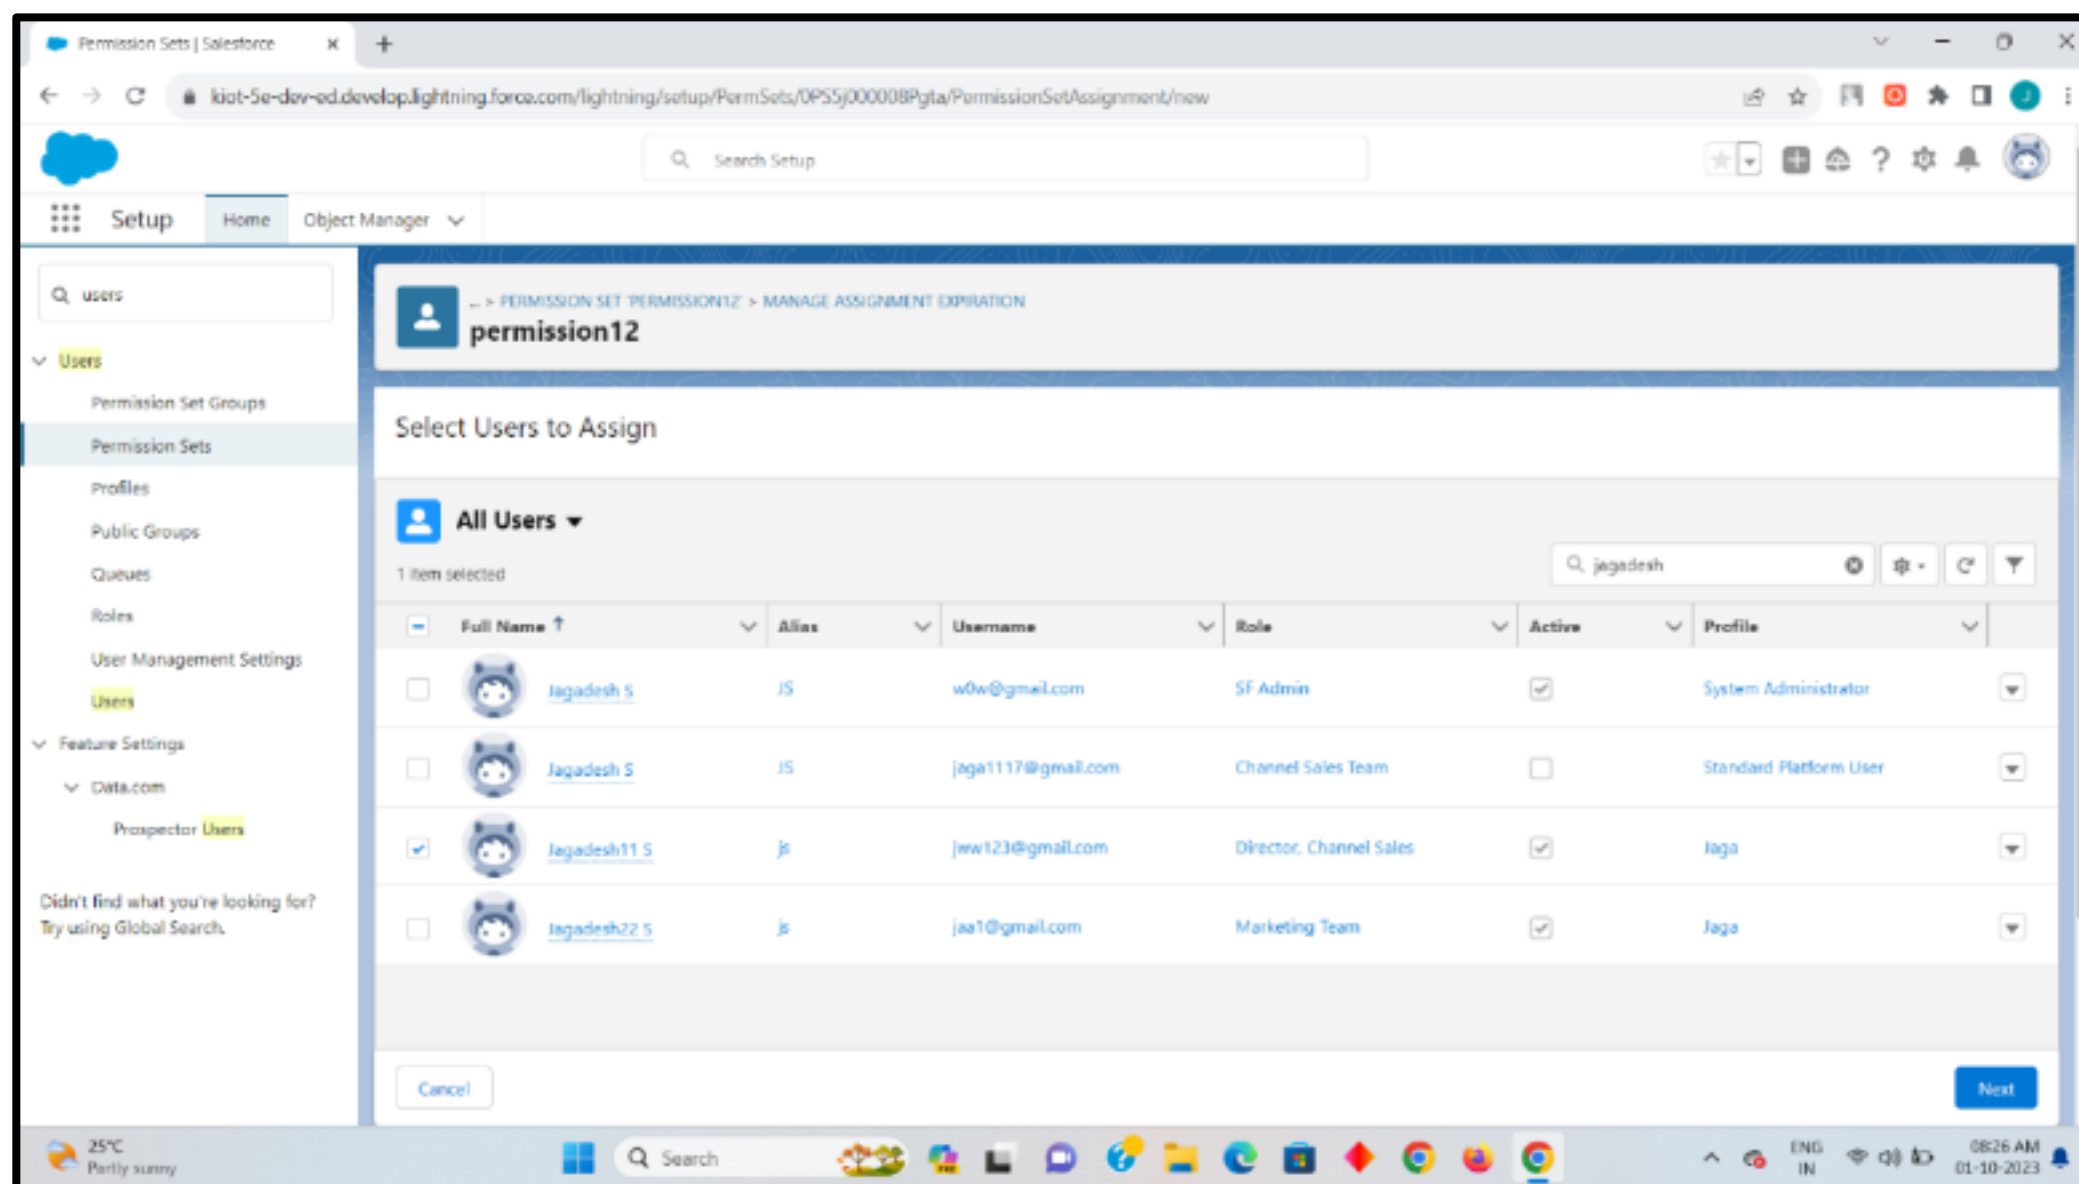 Permission Sets | Salesforce
kiot-5e-dev-ed.develop.lightning.force.com/lightning/setup/PermSets/0PS5j000008Pgta/PermissionSetAssignment/new
J
Search Setup
Setup Home Object Manager
users
Users
Permission Set Groups
Permission Sets
Profiles
Public Groups
Queues
Roles
User Management Settings
Users
Feature Settings
Data.com
Prospector Users
Didn't find what you're looking for?
Try using Global Search.
... > PERMISSION SET 'PERMISSION12' > MANAGE ASSIGNMENT EXPIRATION
permission12
Select Users to Assign
All Users
1 item selected
jagadesh
Full Name Alias Username Role Active Profile
Jagadesh S JS w0w@gmail.com SF Admin System Administrator
Jagadesh S JS jaga1117@gmail.com Channel Sales Team Standard Platform User
Jagadesh11 S js jww123@gmail.com Director, Channel Sales Jaga
Jagadesh22 S js jaa1@gmail.com Marketing Team Jaga
Cancel Next
25°C
Partly sunny
Search
ENG
IN
08:26 AM
01-10-2023